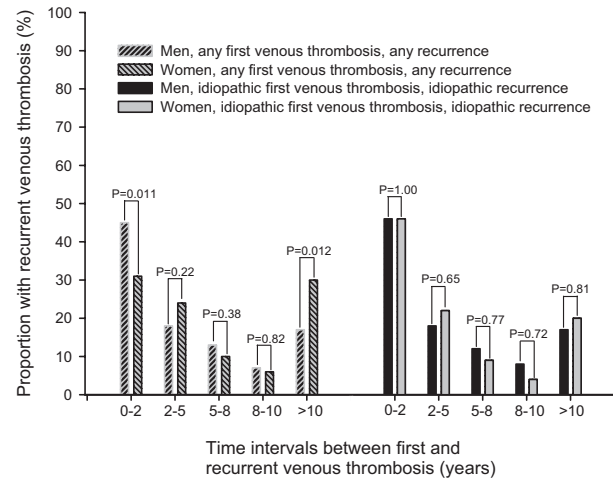 Proportion with recurrent venous thrombosis (%)
100
90
80
70
60
50
40
30
20
10
0
Men, any first venous thrombosis, any recurrence
Women, any first venous thrombosis, any recurrence
Men, idiopathic first venous thrombosis, idiopathic recurrence
Women, idiopathic first venous thrombosis, idiopathic recurrence
P=0.011
P=0.22
P=0.38
P=0.82
P=0.012
P=1.00
P=0.65
P=0.77
P=0.72
P=0.81
0-2 2-5 5-8 8-10 >10 0-2 2-5 5-8 8-10 >10
Time intervals between first and
recurrent venous thrombosis (years)